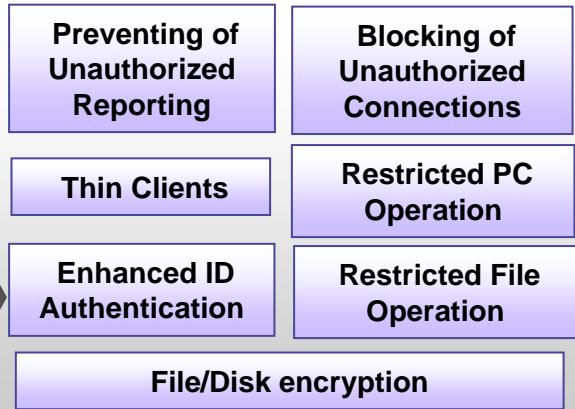 Preventing of
Unauthorized
Reporting
Blocking of
Unauthorized
Connections
Thin Clients
Restricted PC
Operation
Enhanced ID
Authentication
Restricted File
Operation
File/Disk encryption